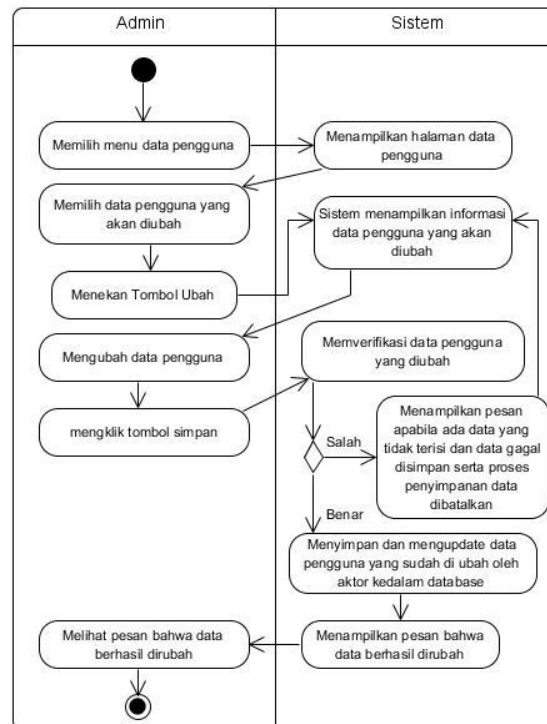 Admin
Sistem
Memilih menu data pengguna
Menampilkan halaman data
pengguna
Memilih data pengguna yang
akan diubah
Sistem menampilkan informasi
data pengguna yang akan
diubah
Menekan Tombol Ubah
Mengubah data pengguna
Memverifikasi data pengguna
yang diubah
mengklik tombol simpan
Salah
Menampilkan pesan
apabila ada data yang
tidak terisi dan data gagal
disimpan serta proses
penyimpanan data
dibatalkan
Benar
Menyimpan dan mengupdate data
pengguna yang sudah di ubah oleh
aktor kedalam database
Melihat pesan bahwa data
berhasil dirubah
Menampilkan pesan bahwa
data berhasil dirubah